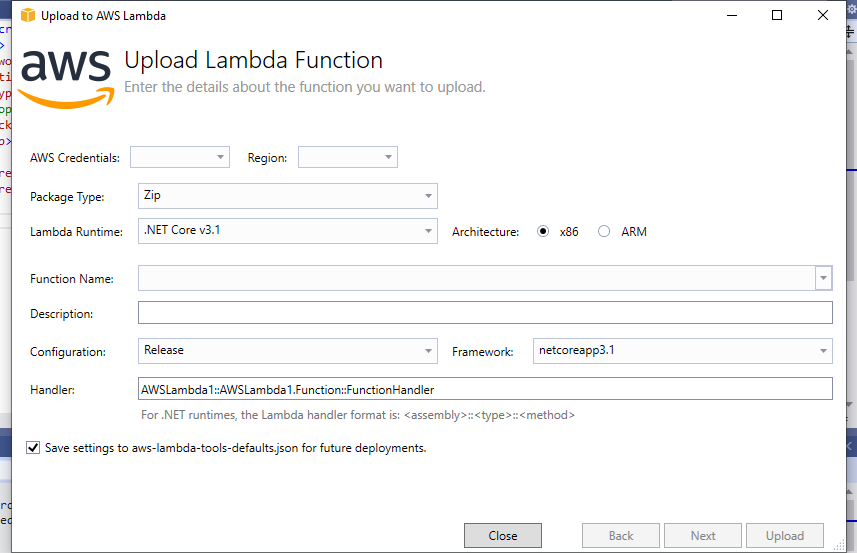 Upload to AWS Lambda
aws
Upload Lambda Function
Enter the details about the function you want to upload.
AWS Credentials: Region:
Package Type: Zip
Lambda Runtime: .NET Core v3.1 Architecture: x86 ARM
Function Name:
Description:
Configuration: Release Framework: netcoreapp3.1
Handler: AWSLambda1::AWSLambda1.Function::FunctionHandler
For .NET runtimes, the Lambda handler format is: <assembly>::<type>::<method>
Save settings to aws-lambda-tools-defaults.json for future deployments.
Close Back Next Upload